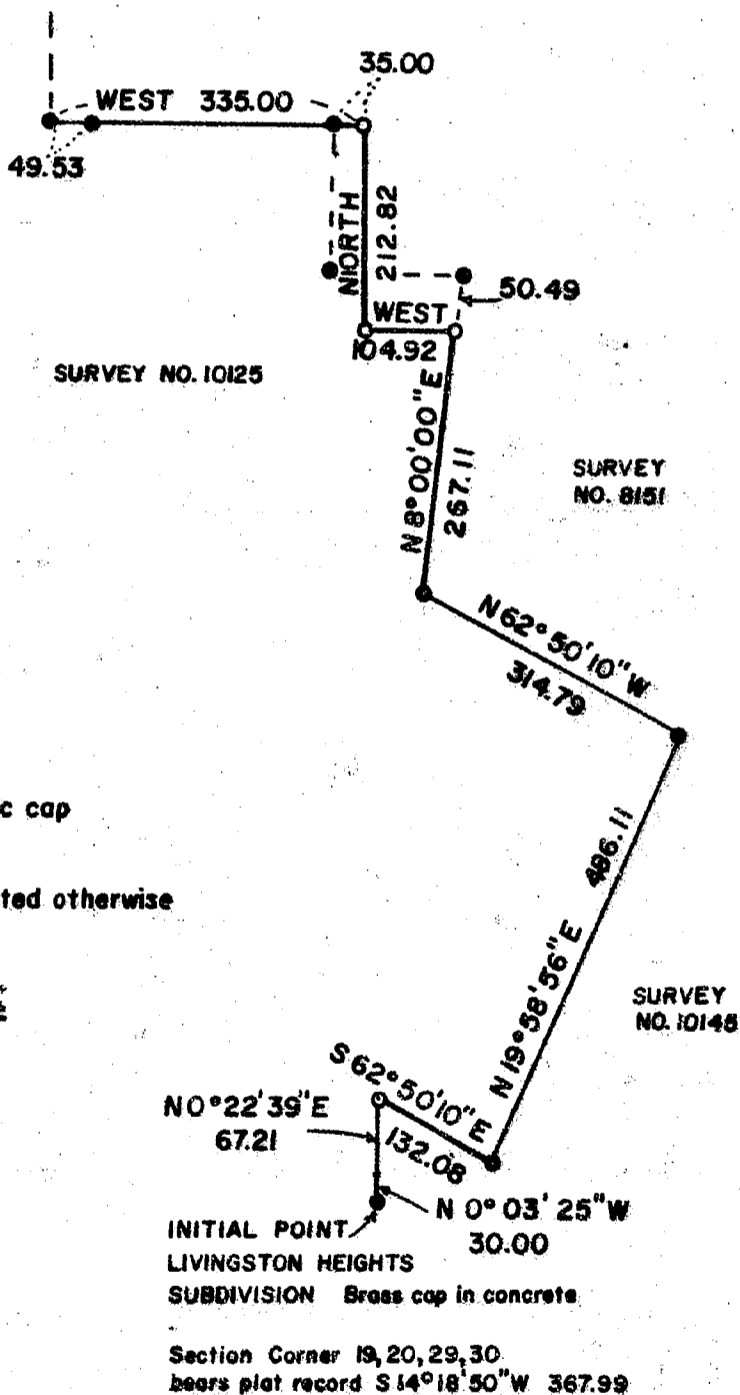 35.00
WEST 335.00
49.53
NORTH
212.82
50.49
WEST
104.92
SURVEY NO. 10125
N 8°00'00"E
267.11
SURVEY
NO. 8151
N 62°50'10"W
314.79
c cap
ted otherwise
N 19°58'56"E 486.11
SURVEY
NO. 10145
S 62°50'10"E
132.08
N 0°22'39"E
67.21
N 0°03'25"W
30.00
INITIAL POINT
LIVINGSTON HEIGHTS
SUBDIVISION Brass cap in concrete
Section Corner 19, 20, 29, 30
bears plat record S 14°18'50"W 367.99